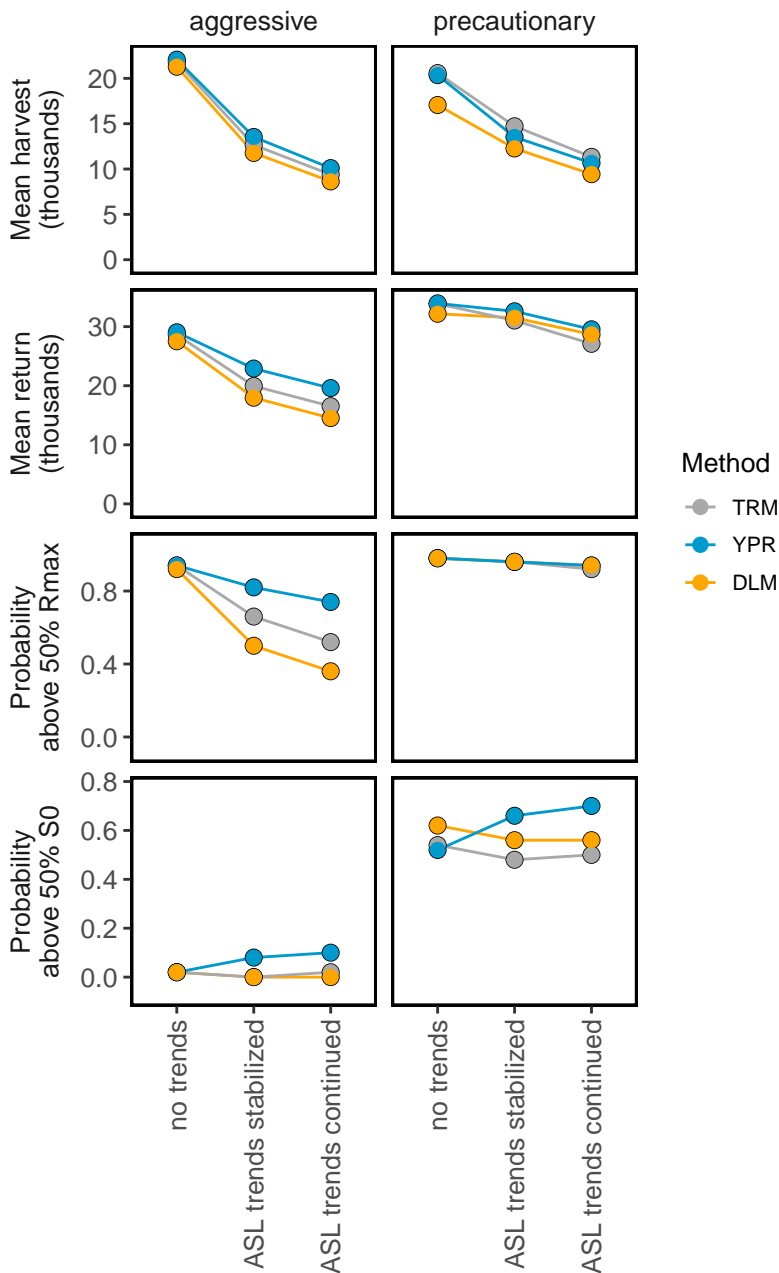 aggressive
precautionary
Mean harvest
(thousands)
20
15
10
5
0
Mean return
(thousands)
30
20
10
0
Probability
above 50% Rmax
0.8
0.4
0.0
Probability
above 50% S0
0.8
0.6
0.4
0.2
0.0
no trends
ASL trends stabilized
ASL trends continued
no trends
ASL trends stabilized
ASL trends continued
Method
TRM
YPR
DLM